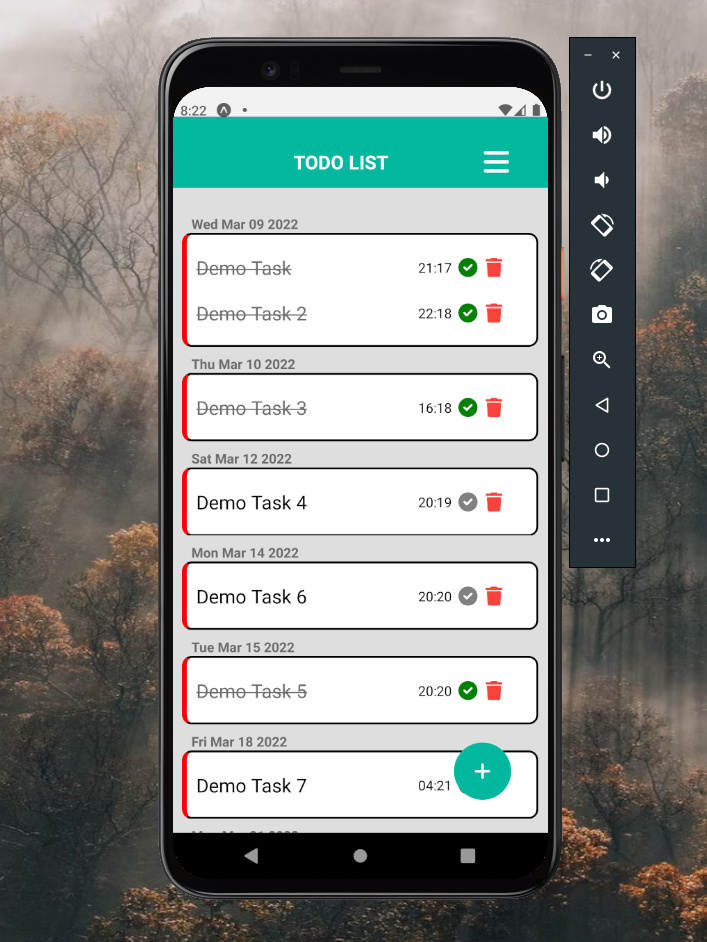 8:22
TODO LIST
Wed Mar 09 2022
Demo Task 21:17
Demo Task 2 22:18
Thu Mar 10 2022
Demo Task 3 16:18
Sat Mar 12 2022
Demo Task 4 20:19
Mon Mar 14 2022
Demo Task 6 20:20
Tue Mar 15 2022
Demo Task 5 20:20
Fri Mar 18 2022
Demo Task 7 04:21